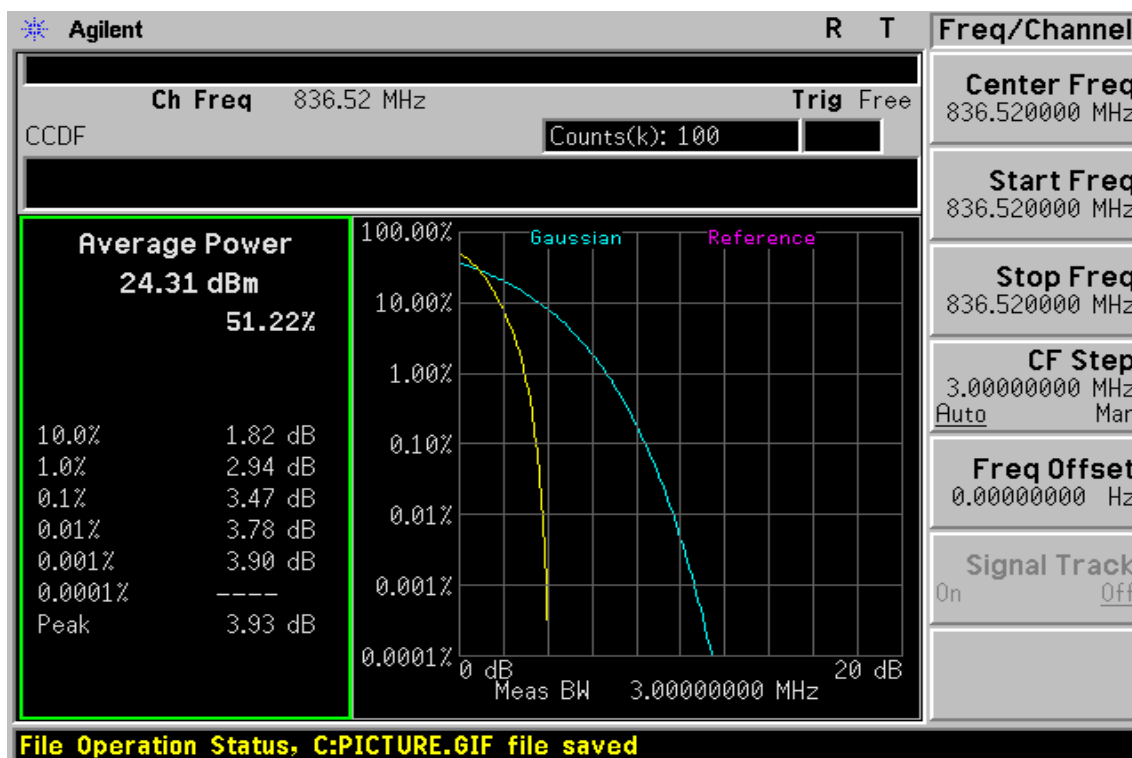 Agilent R T Freq/Channel
Ch Freq 836.52 MHz Trig Free
CCDF Counts(k): 100
Average Power
24.31 dBm
51.22%
10.0% 1.82 dB
1.0% 2.94 dB
0.1% 3.47 dB
0.01% 3.78 dB
0.001% 3.90 dB
0.0001% ----
Peak 3.93 dB
Gaussian Reference
100.00%
10.00%
1.00%
0.10%
0.01%
0.001%
0.0001%
0 dB 20 dB
Meas BW 3.00000000 MHz
Center Freq
836.520000 MHz
Start Freq
836.520000 MHz
Stop Freq
836.520000 MHz
CF Step
3.00000000 MHz
Auto Man
Freq Offset
0.00000000 Hz
Signal Track
On Off
File Operation Status, C:PICTURE.GIF file saved